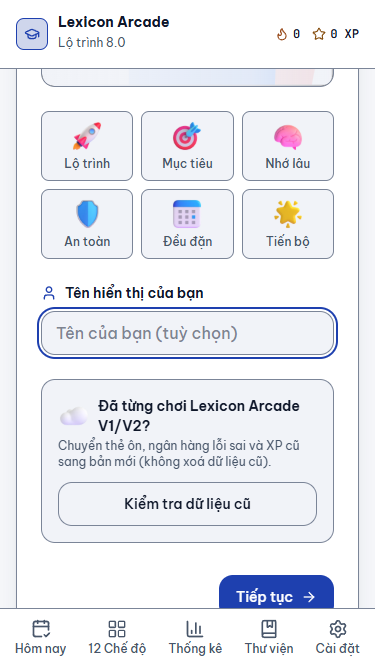 Lexicon Arcade
Lộ trình 8.0
0
0 XP
Lộ trình
Mục tiêu
Nhớ lâu
An toàn
Đều đặn
Tiến bộ
Tên hiển thị của bạn
Tên của bạn (tuỳ chọn)
Đã từng chơi Lexicon Arcade
V1/V2?
Chuyển thẻ ôn, ngân hàng lỗi sai và XP cũ
sang bản mới (không xoá dữ liệu cũ).
Kiểm tra dữ liệu cũ
Tiếp tục
Hôm nay
12 Chế độ
Thống kê
Thư viện
Cài đặt